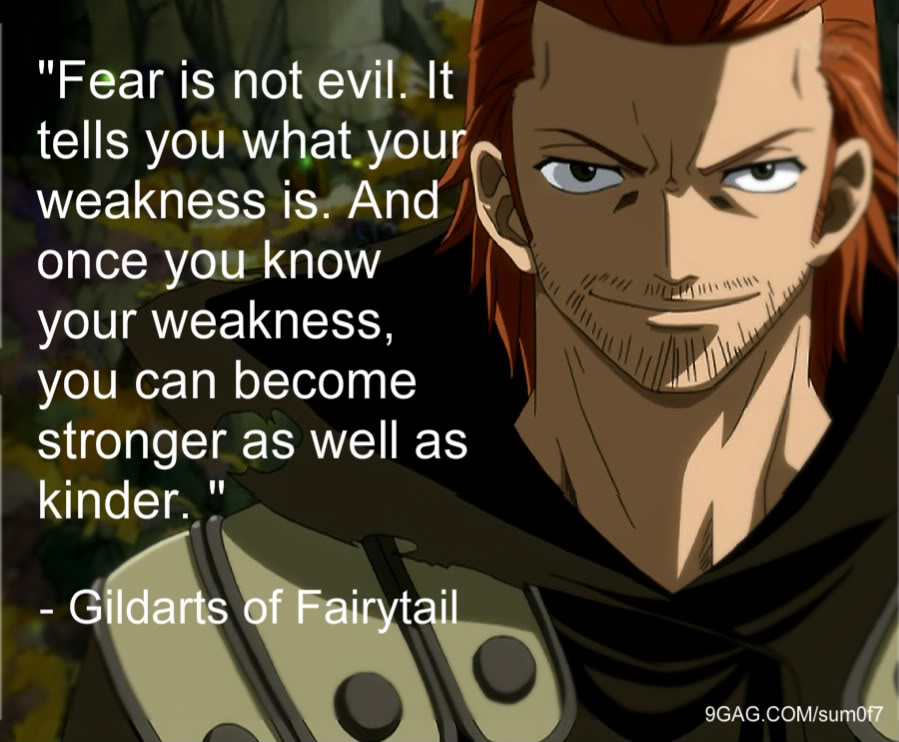 "Fear is not evil. It
tells you what your
weakness is. And
once you know
your weakness,
you can become
stronger as well as
kinder. "
- Gildarts of Fairytail
9GAG.COM/sum0f7